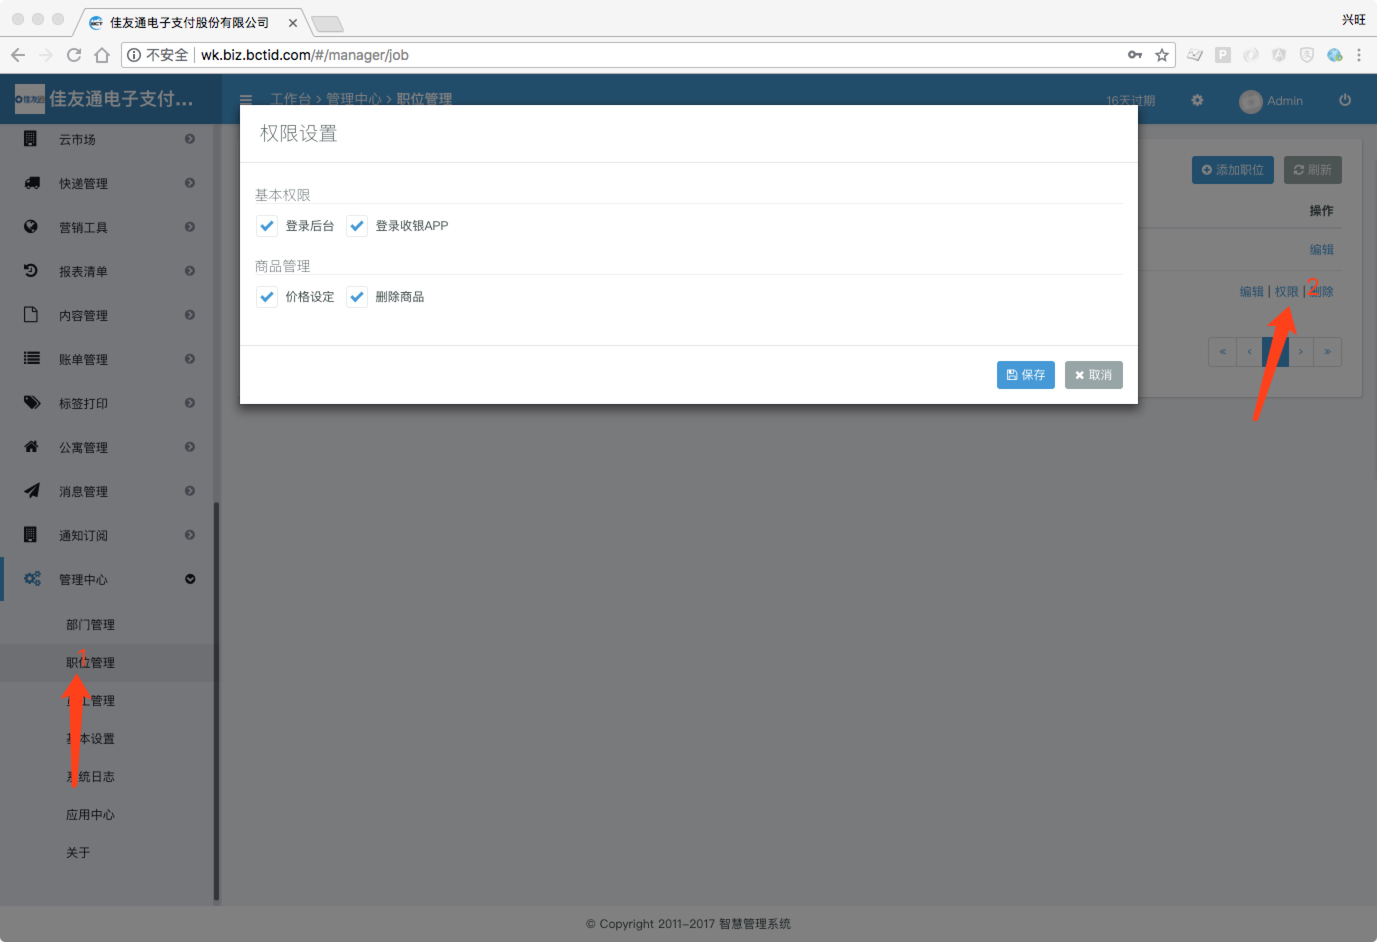 佳友通电子支付股份有限公司
兴旺
不安全 wk.biz.bctid.com/#/manager/job
佳友通电子支付...
工作台 > 管理中心 > 职位管理
16天过期
Admin
权限设置
基本权限
登录后台 登录收银APP
商品管理
价格设定 删除商品
保存 取消
添加职位 刷新
操作
编辑
编辑 | 权限 | 删除
2
« ‹ › »
云市场
快递管理
营销工具
报表清单
内容管理
账单管理
标签打印
公寓管理
消息管理
通知订阅
管理中心
部门管理
职位管理
1
员工管理
基本设置
系统日志
应用中心
关于
© Copyright 2011-2017 智慧管理系统